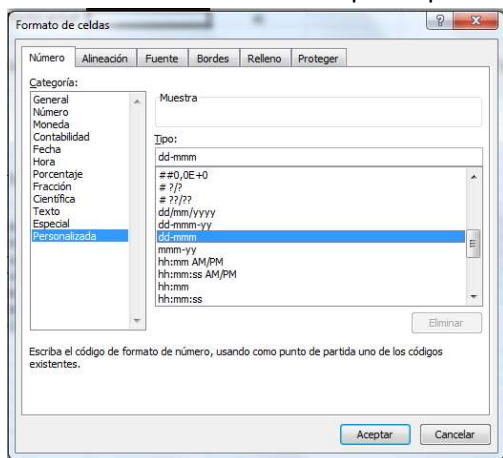 Formato de celdas
Número Alineación Fuente Bordes Relleno Proteger
Categoría:
General
Número
Moneda
Contabilidad
Fecha
Hora
Porcentaje
Fracción
Científica
Texto
Especial
Personalizada
Muestra
Tipo:
dd-mmm
##0,0E+0
# ?/?
# ??/??
dd/mm/yyyy
dd-mmm-yy
dd-mmm
mmm-yy
hh:mm AM/PM
hh:mm:ss AM/PM
hh:mm
hh:mm:ss
Eliminar
Escriba el código de formato de número, usando como punto de partida uno de los códigos
existentes.
Aceptar Cancelar